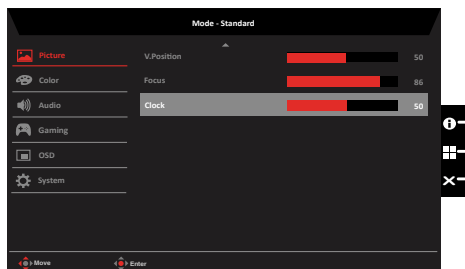 Mode - Standard
Picture
V.Position 50
Color
Focus 86
Audio
Clock 50
Gaming
OSD
System
Move Enter